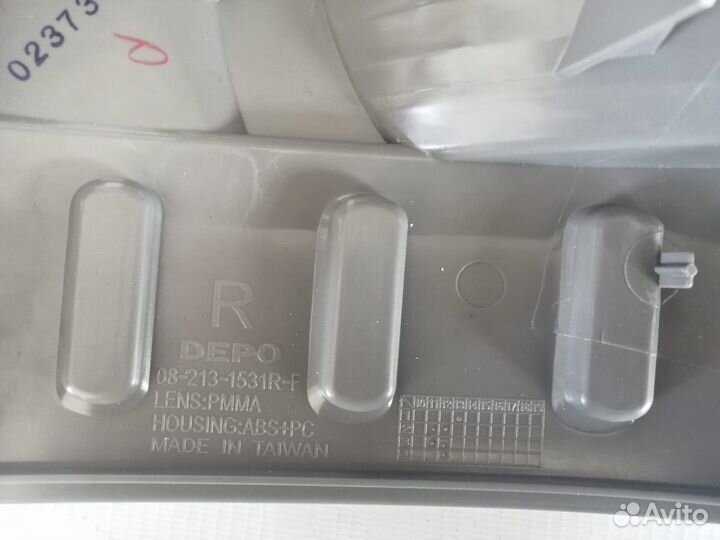 02373
R
DEPO
08-213-1531R-F
LENS:PMMA
HOUSING:ABS+PC
MADE IN TAIWAN
Avito